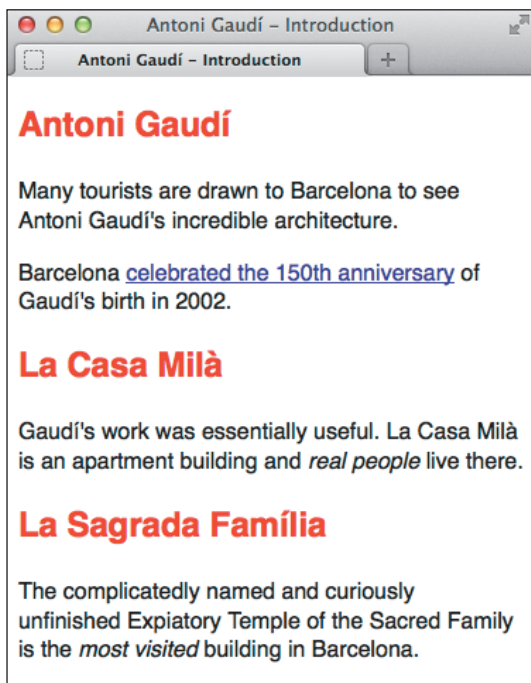 Antoni Gaudí – Introduction
Antoni Gaudí – Introduction
Antoni Gaudí
Many tourists are drawn to Barcelona to see
Antoni Gaudí's incredible architecture.
Barcelona celebrated the 150th anniversary of
Gaudí's birth in 2002.
La Casa Milà
Gaudí's work was essentially useful. La Casa Milà
is an apartment building and real people live there.
La Sagrada Família
The complicatedly named and curiously
unfinished Expiatory Temple of the Sacred Family
is the most visited building in Barcelona.